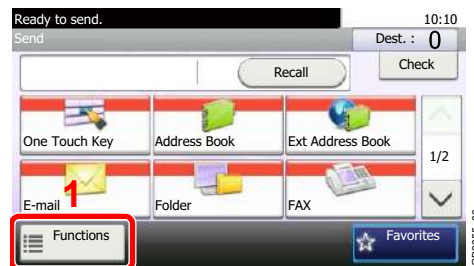 Ready to send.
10:10
Send
Dest. : 0
Recall
Check
One Touch Key
Address Book
Ext Address Book
1/2
E-mail
Folder
FAX
1
Functions
Favorites